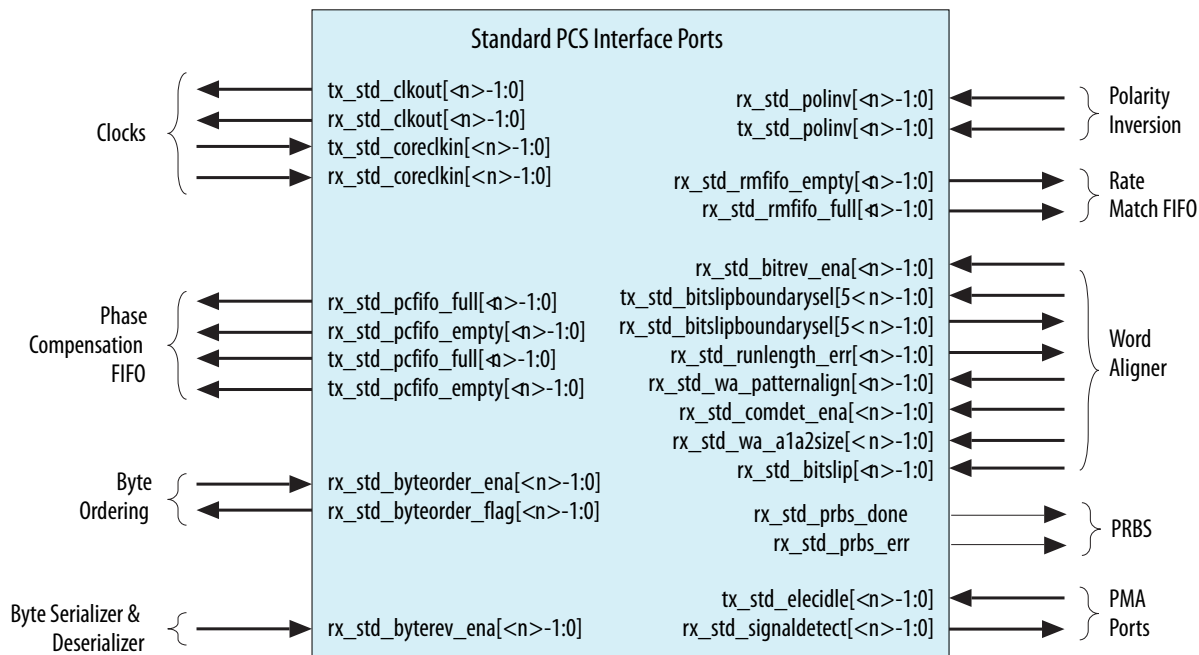 Standard PCS Interface Ports
Clocks
tx_std_clkout[<n>-1:0]
rx_std_clkout[<n>-1:0]
tx_std_coreclkin[<n>-1:0]
rx_std_coreclkin[<n>-1:0]
Phase
Compensation
FIFO
rx_std_pcfifo_full[<n>-1:0]
rx_std_pcfifo_empty[<n>-1:0]
tx_std_pcfifo_full[<n>-1:0]
tx_std_pcfifo_empty[<n>-1:0]
Byte
Ordering
rx_std_byteorder_ena[<n>-1:0]
rx_std_byteorder_flag[<n>-1:0]
Byte Serializer &
Deserializer
rx_std_byterev_ena[<n>-1:0]
rx_std_polinv[<n>-1:0]
tx_std_polinv[<n>-1:0]
Polarity
Inversion
rx_std_rmfifo_empty[<n>-1:0]
rx_std_rmfifo_full[<n>-1:0]
Rate
Match FIFO
rx_std_bitrev_ena[<n>-1:0]
tx_std_bitslipboundarysel[5<n>-1:0]
rx_std_bitslipboundarysel[5<n>-1:0]
rx_std_runlength_err[<n>-1:0]
rx_std_wa_patternalign[<n>-1:0]
rx_std_comdet_ena[<n>-1:0]
rx_std_wa_a1a2size[<n>-1:0]
rx_std_bitslip[<n>-1:0]
Word
Aligner
rx_std_prbs_done
rx_std_prbs_err
PRBS
tx_std_elecidle[<n>-1:0]
rx_std_signaldetect[<n>-1:0]
PMA
Ports